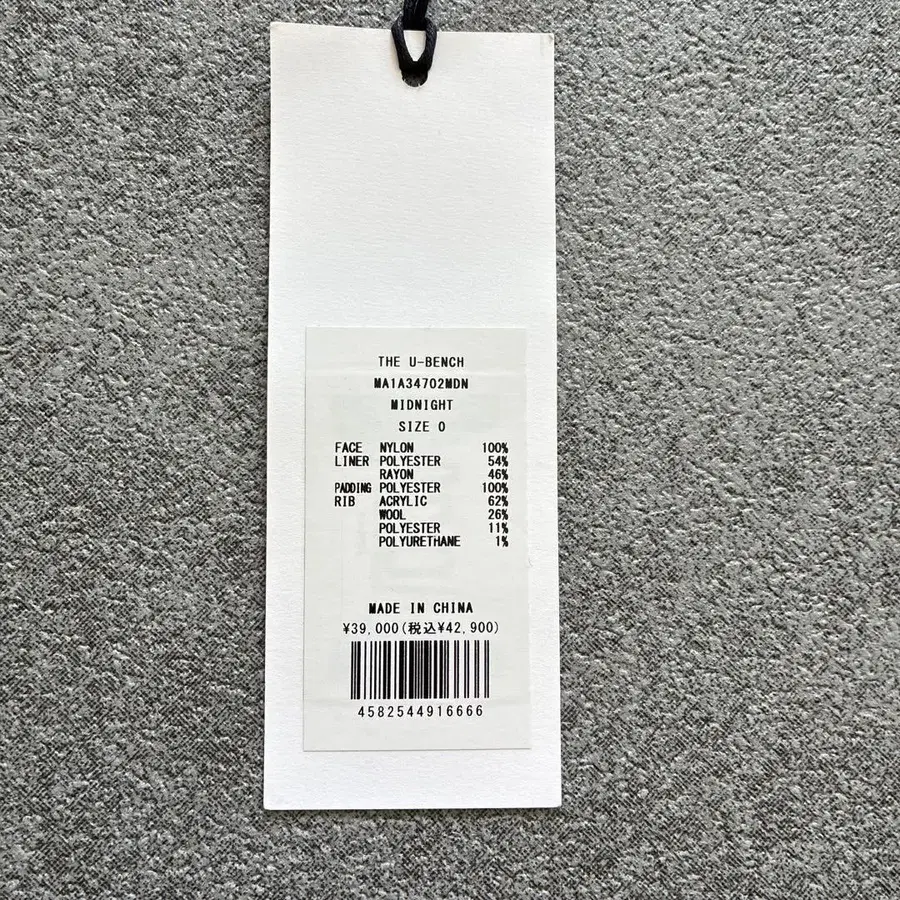 THE U-BENCH
MA1A34702MDN
MIDNIGHT
SIZE 0
FACE NYLON 100%
LINER POLYESTER 54%
RAYON 46%
PADDING POLYESTER 100%
RIB ACRYLIC 62%
WOOL 26%
POLYESTER 11%
POLYURETHANE 1%
MADE IN CHINA
¥39,000(税込¥42,900)
4582544916666